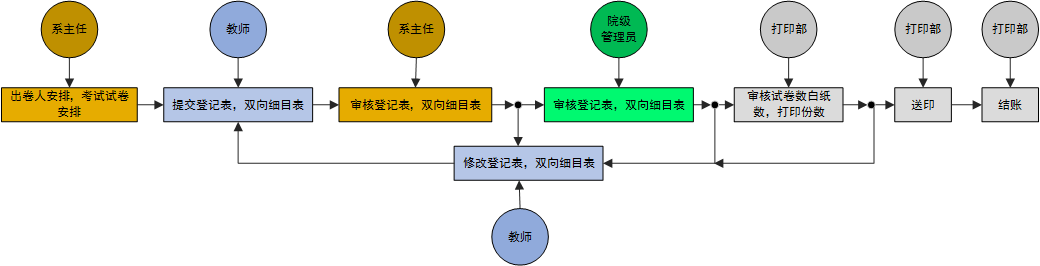 系主任
教师
系主任
院级
管理员
打印部
打印部
打印部
出卷人安排，考试试卷
安排
提交登记表，双向细目表
审核登记表，双向细目表
审核登记表，双向细目表
审核试卷数白纸
数，打印份数
送印
结账
修改登记表，双向细目表
教师